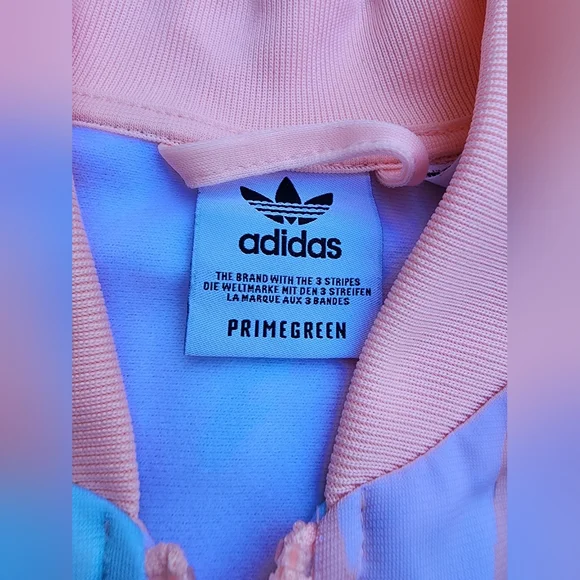 adidas
THE BRAND WITH THE 3 STRIPES
DIE WELTMARKE MIT DEN 3 STREIFEN
LA MARQUE AUX 3 BANDES
PRIMEGREEN